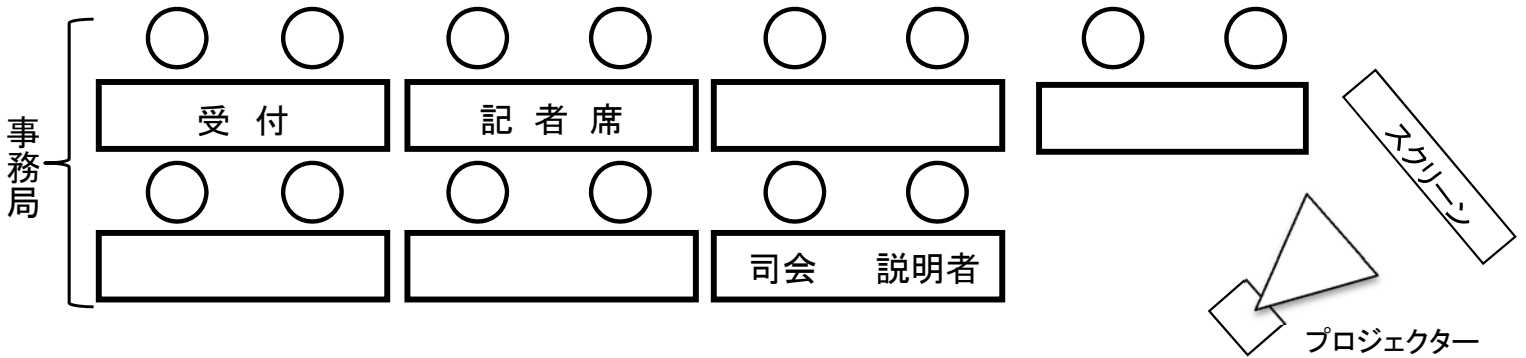 事務局
受付
記者席
司会 説明者
スクリーン
プロジェクター